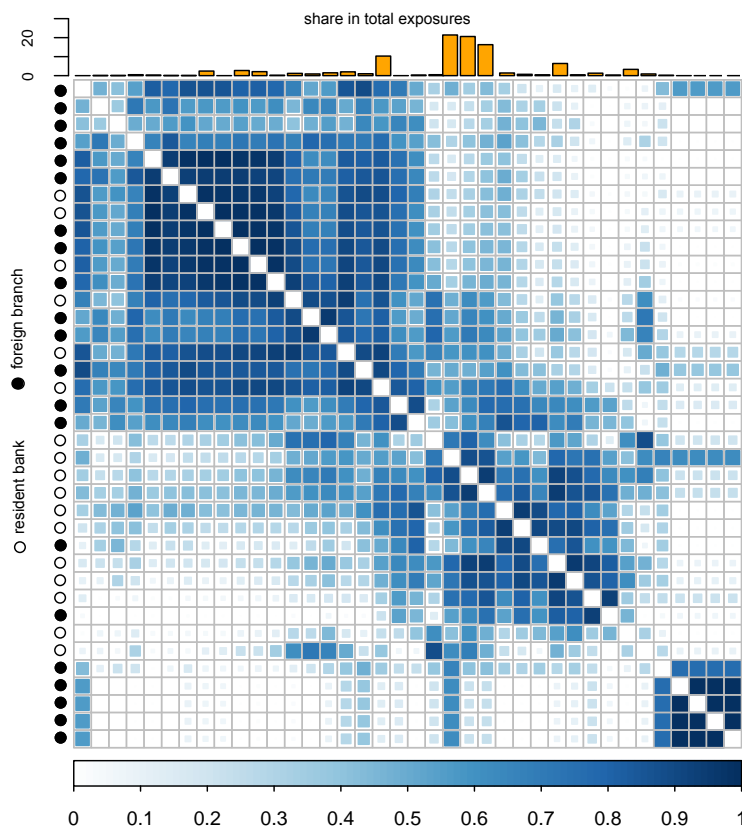 share in total exposures
20
0
foreign branch
resident bank
0 0.1 0.2 0.3 0.4 0.5 0.6 0.7 0.8 0.9 1